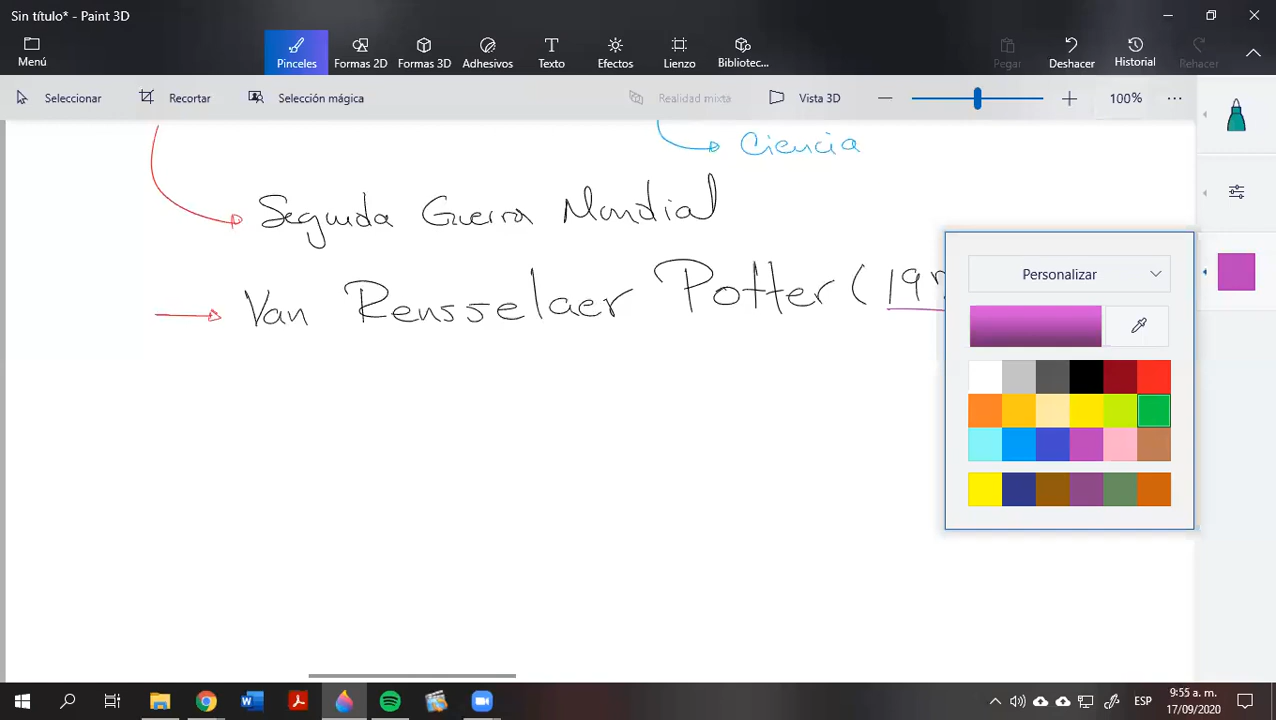 Sin título* - Paint 3D
Menú
Pinceles
Formas 2D
Formas 3D
Adhesivos
Texto
Efectos
Lienzo
Bibliotec...
Pegar
Deshacer
Historial
Rehacer
Seleccionar
Recortar
Selección mágica
Realidad mixta
Vista 3D
100%
Ciencia
Segunda Guerra Mundial
Van Rensselaer Potter (19
Personalizar
ESP
9:55 a. m.
17/09/2020